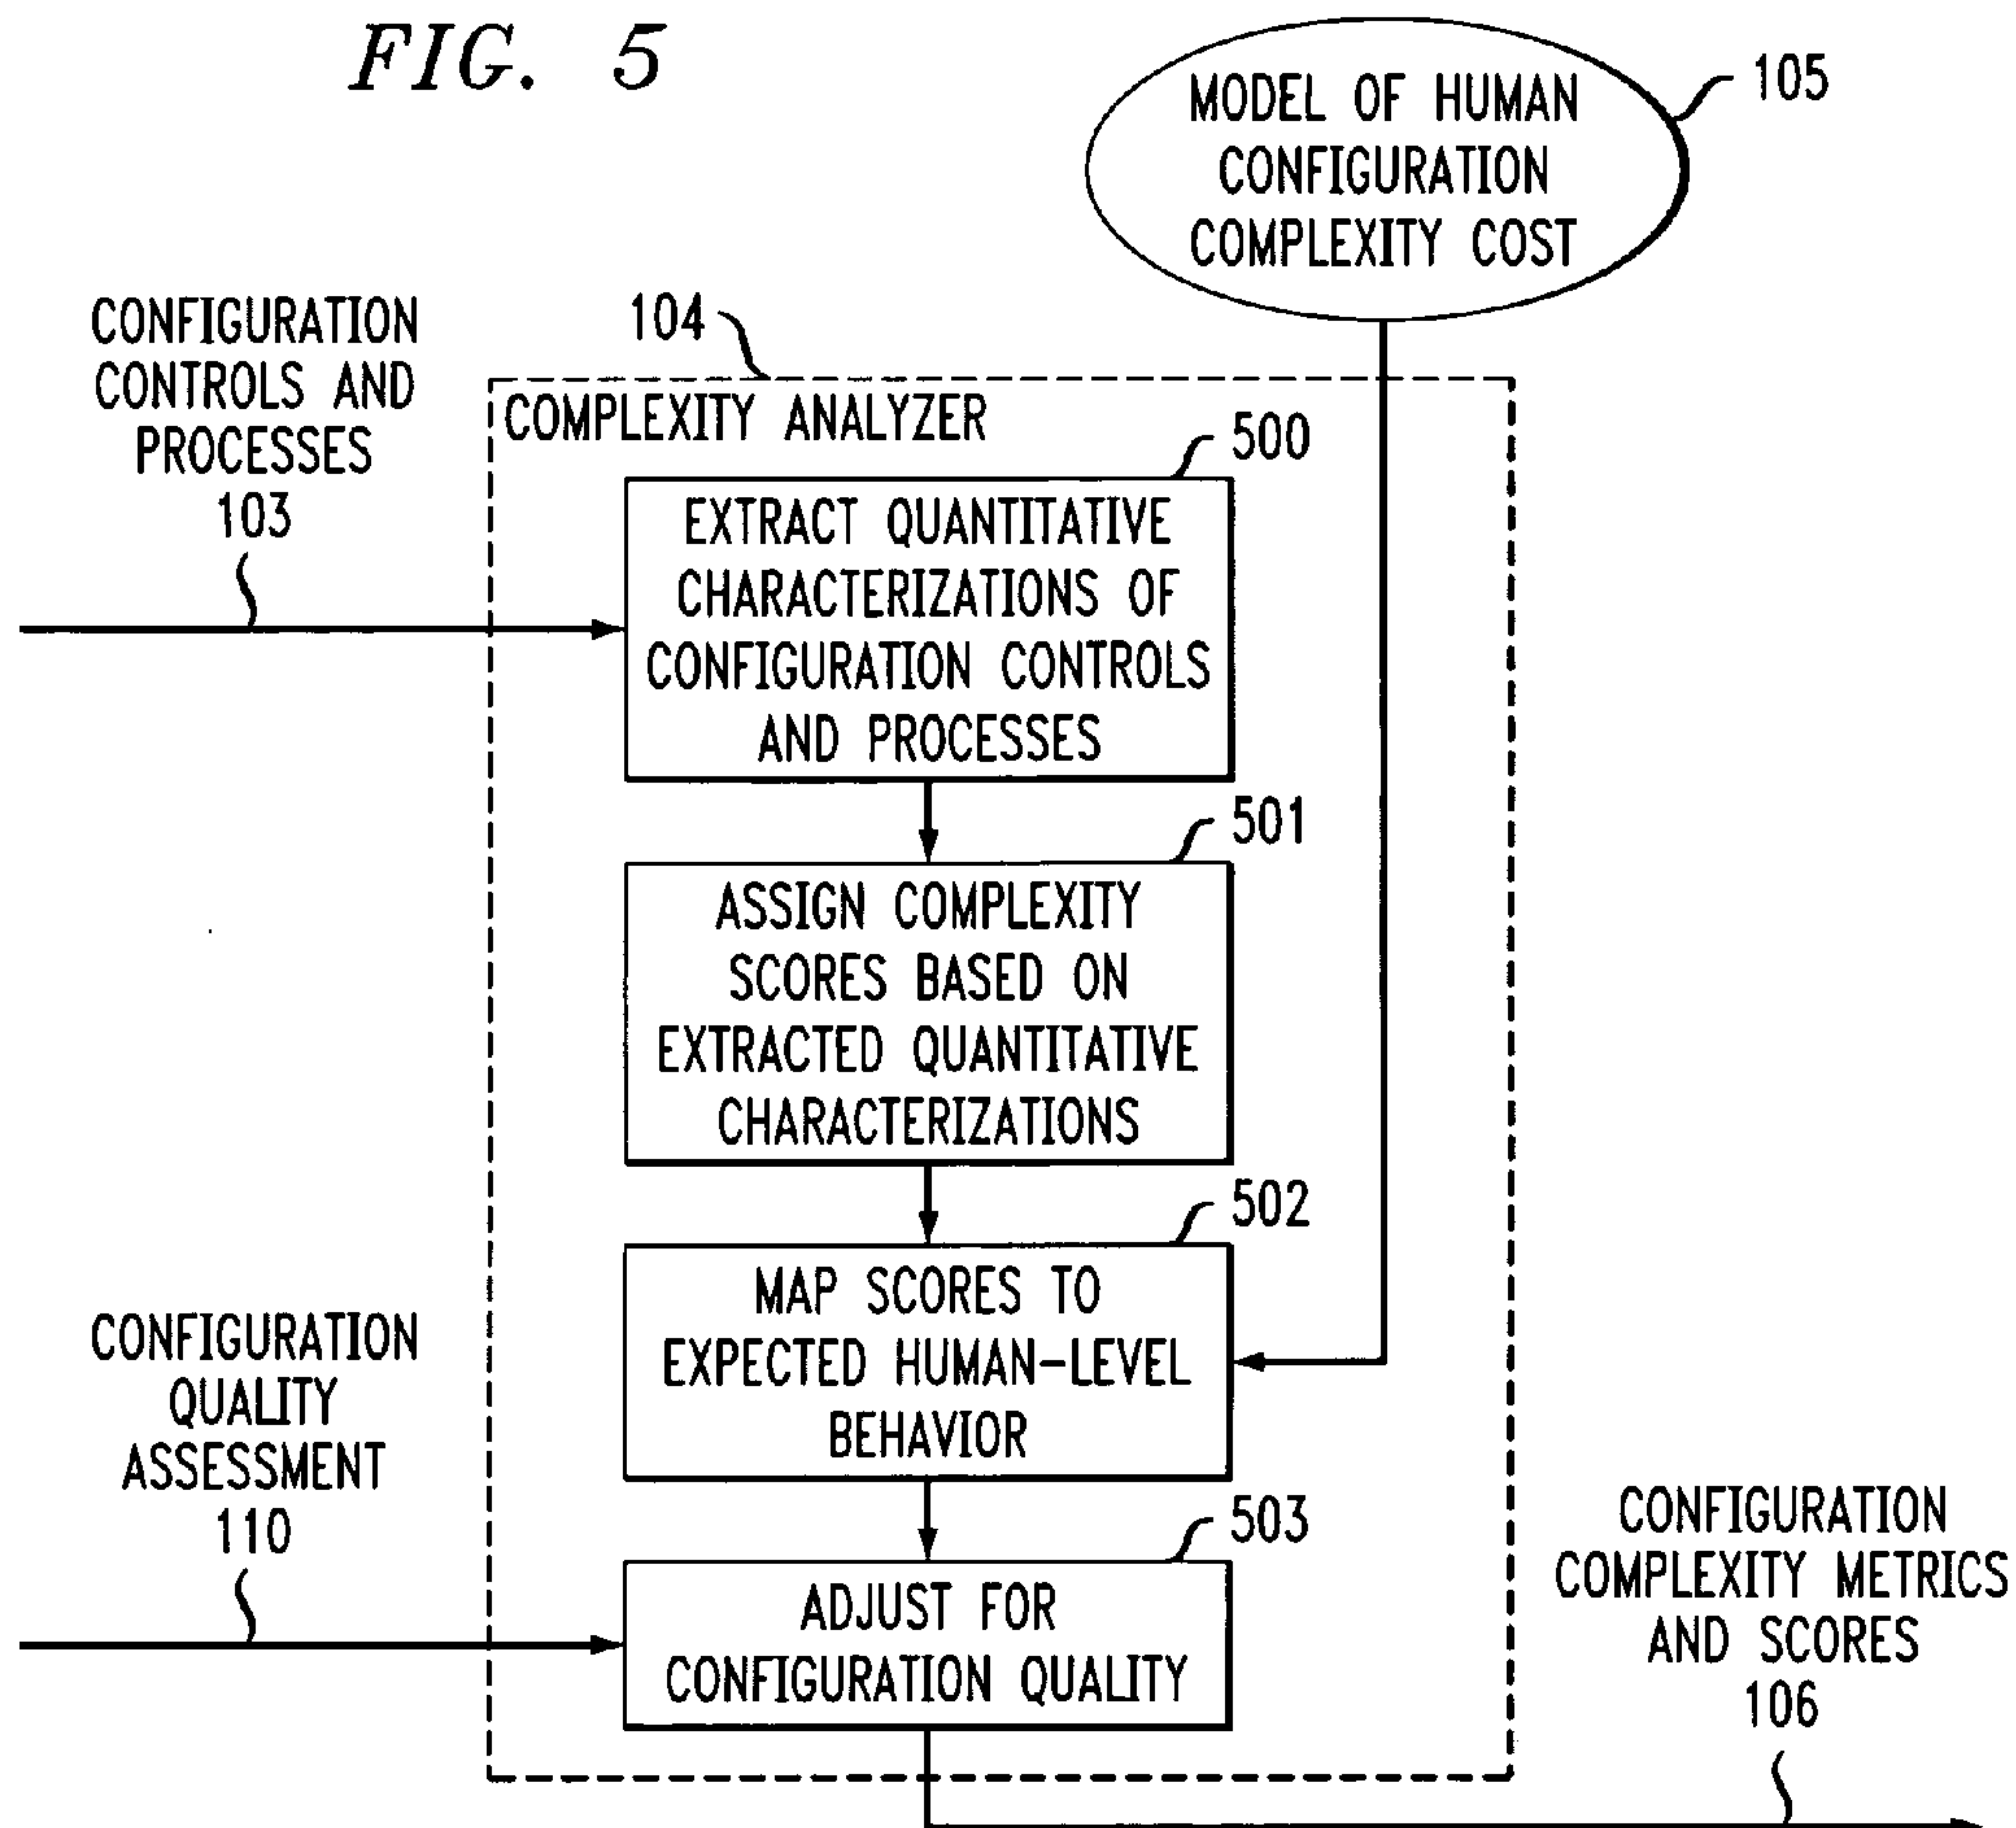 FIG. 5
MODEL OF HUMAN
CONFIGURATION
COMPLEXITY COST
105
CONFIGURATION
CONTROLS AND
PROCESSES
103
104
COMPLEXITY ANALYZER
500
EXTRACT QUANTITATIVE
CHARACTERIZATIONS OF
CONFIGURATION CONTROLS
AND PROCESSES
501
ASSIGN COMPLEXITY
SCORES BASED ON
EXTRACTED QUANTITATIVE
CHARACTERIZATIONS
502
MAP SCORES TO
EXPECTED HUMAN-LEVEL
BEHAVIOR
CONFIGURATION
QUALITY
ASSESSMENT
110
503
ADJUST FOR
CONFIGURATION QUALITY
CONFIGURATION
COMPLEXITY METRICS
AND SCORES
106